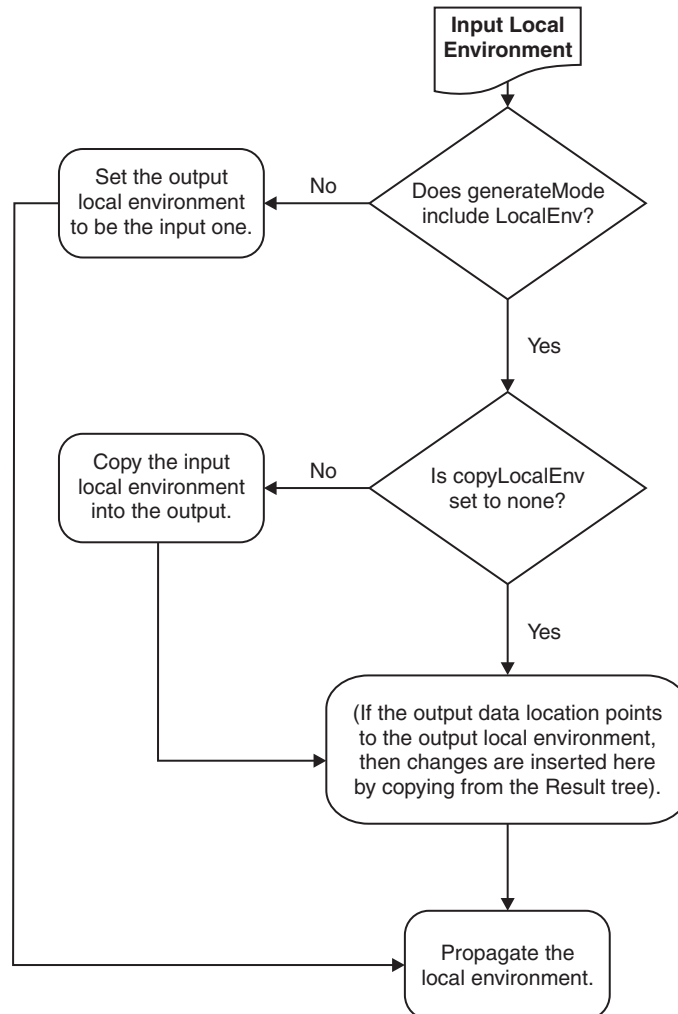 Input Local
Environment
Does generateMode
include LocalEnv?
No
Set the output
local environment
to be the input one.
Yes
Is copyLocalEnv
set to none?
No
Copy the input
local environment
into the output.
Yes
(If the output data location points
to the output local environment,
then changes are inserted here
by copying from the Result tree).
Propagate the
local environment.